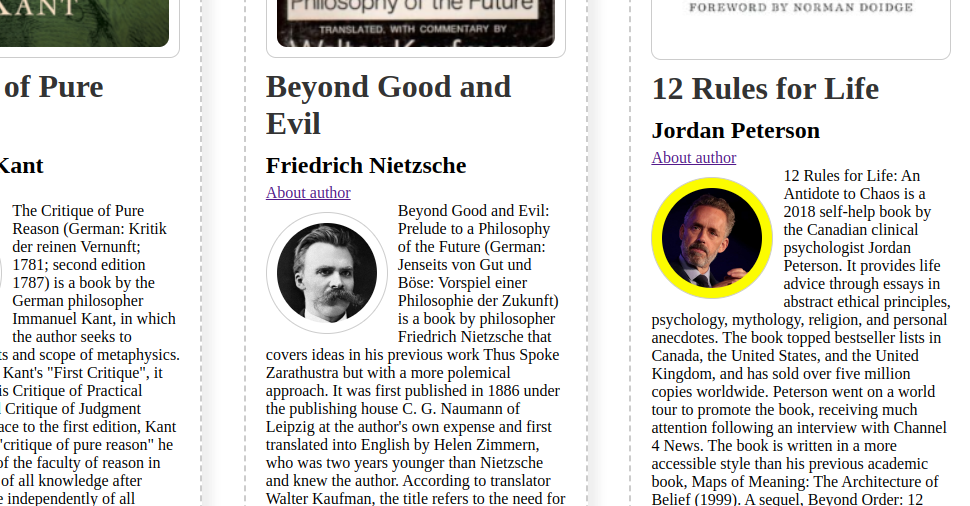 KANT
of Pure
Kant
The Critique of Pure
Reason (German: Kritik
der reinen Vernunft;
1781; second edition
1787) is a book by the
German philosopher
Immanuel Kant, in which
the author seeks to
ts and scope of metaphysics.
Kant's "First Critique", it
is Critique of Practical
Critique of Judgment
ace to the first edition, Kant
"critique of pure reason" he
of the faculty of reason in
of all knowledge after
e independently of all
Philosophy of the Future
TRANSLATED, WITH COMMENTARY BY
Walter Kaufman
Beyond Good and
Evil
Friedrich Nietzsche
About author
Beyond Good and Evil:
Prelude to a Philosophy
of the Future (German:
Jenseits von Gut und
Böse: Vorspiel einer
Philosophie der Zukunft)
is a book by philosopher
Friedrich Nietzsche that
covers ideas in his previous work Thus Spoke
Zarathustra but with a more polemical
approach. It was first published in 1886 under
the publishing house C. G. Naumann of
Leipzig at the author's own expense and first
translated into English by Helen Zimmern,
who was two years younger than Nietzsche
and knew the author. According to translator
Walter Kaufman, the title refers to the need for
FOREWORD BY NORMAN DOIDGE
12 Rules for Life
Jordan Peterson
About author
12 Rules for Life: An
Antidote to Chaos is a
2018 self-help book by
the Canadian clinical
psychologist Jordan
Peterson. It provides life
advice through essays in
abstract ethical principles,
psychology, mythology, religion, and personal
anecdotes. The book topped bestseller lists in
Canada, the United States, and the United
Kingdom, and has sold over five million
copies worldwide. Peterson went on a world
tour to promote the book, receiving much
attention following an interview with Channel
4 News. The book is written in a more
accessible style than his previous academic
book, Maps of Meaning: The Architecture of
Belief (1999). A sequel, Beyond Order: 12